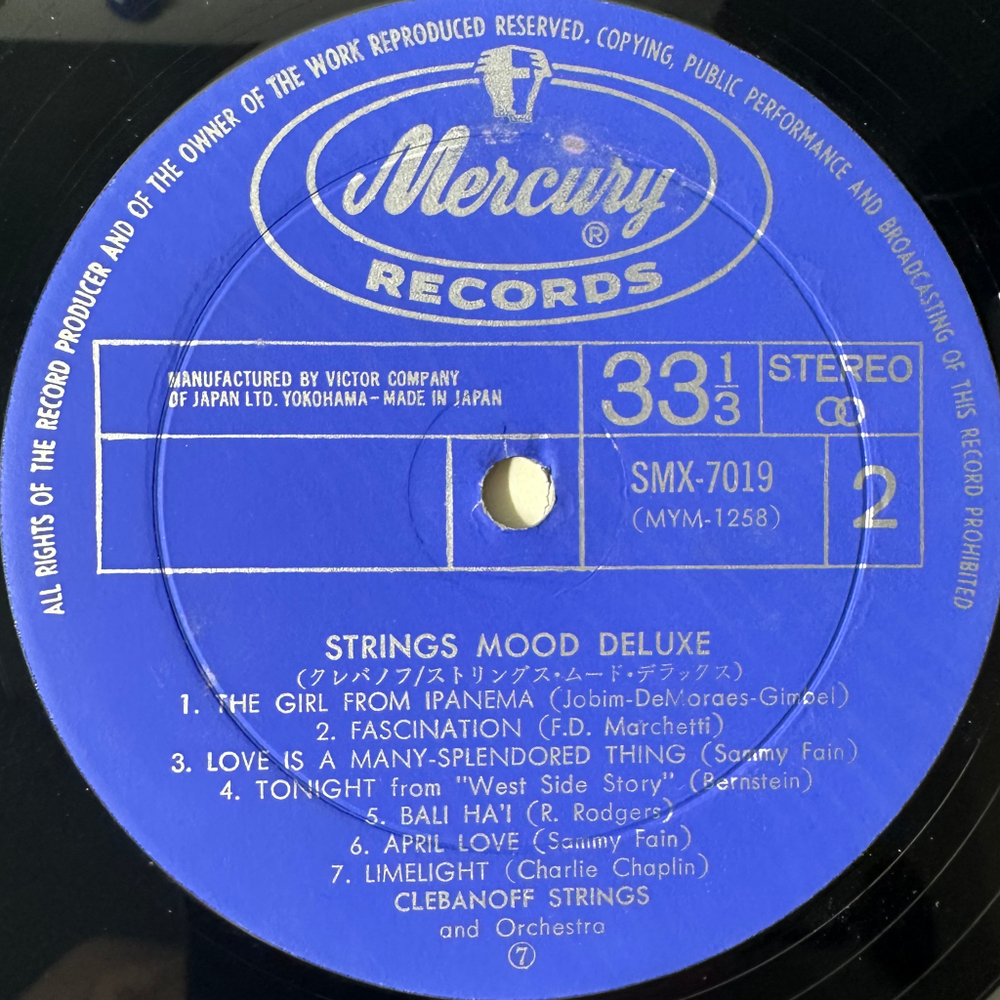 ALL RIGHTS OF THE RECORD PRODUCER AND OF THE OWNER OF THE WORK REPRODUCED RESERVED. COPYING, PUBLIC PERFORMANCE AND BROADCASTING OF THIS RECORD PROHIBITED
Mercury
®
RECORDS
MANUFACTURED BY VICTOR COMPANY
OF JAPAN LTD. YOKOHAMA-MADE IN JAPAN
33 1/3
STEREO
SMX-7019
(MYM-1258)
2
STRINGS MOOD DELUXE
(クレバノフ/ストリングス・ムード・デラックス)
1. THE GIRL FROM IPANEMA (Jobim-DeMoraes-Gimbel)
2. FASCINATION (F.D. Marchetti)
3. LOVE IS A MANY-SPLENDORED THING (Sammy Fain)
4. TONIGHT from "West Side Story" (Bernstein)
5. BALI HA'I (R. Rodgers)
6. APRIL LOVE (Sammy Fain)
7. LIMELIGHT (Charlie Chaplin)
CLEBANOFF STRINGS
and Orchestra
⑦